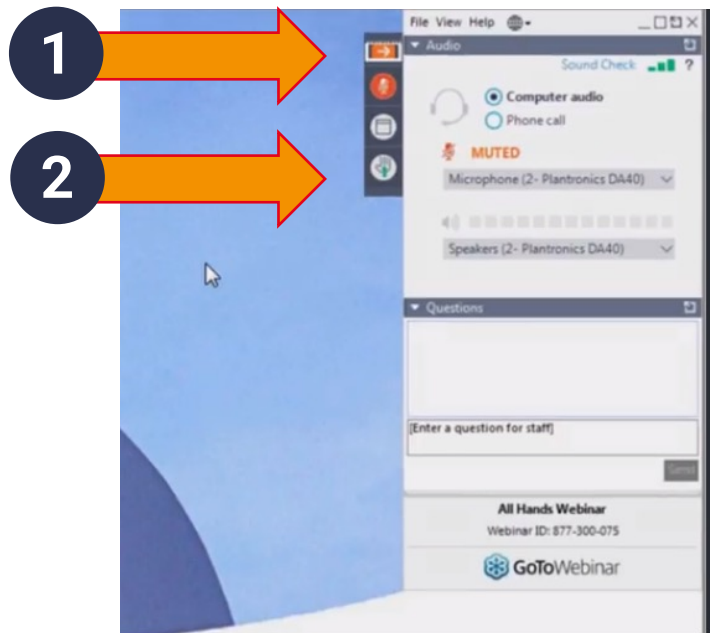 1
2
File View Help
Audio
Sound Check ?
Computer audio
Phone call
MUTED
Microphone (2- Plantronics DA40)
Speakers (2- Plantronics DA40)
Questions
[Enter a question for staff]
Send
All Hands Webinar
Webinar ID: 877-300-075
GoToWebinar